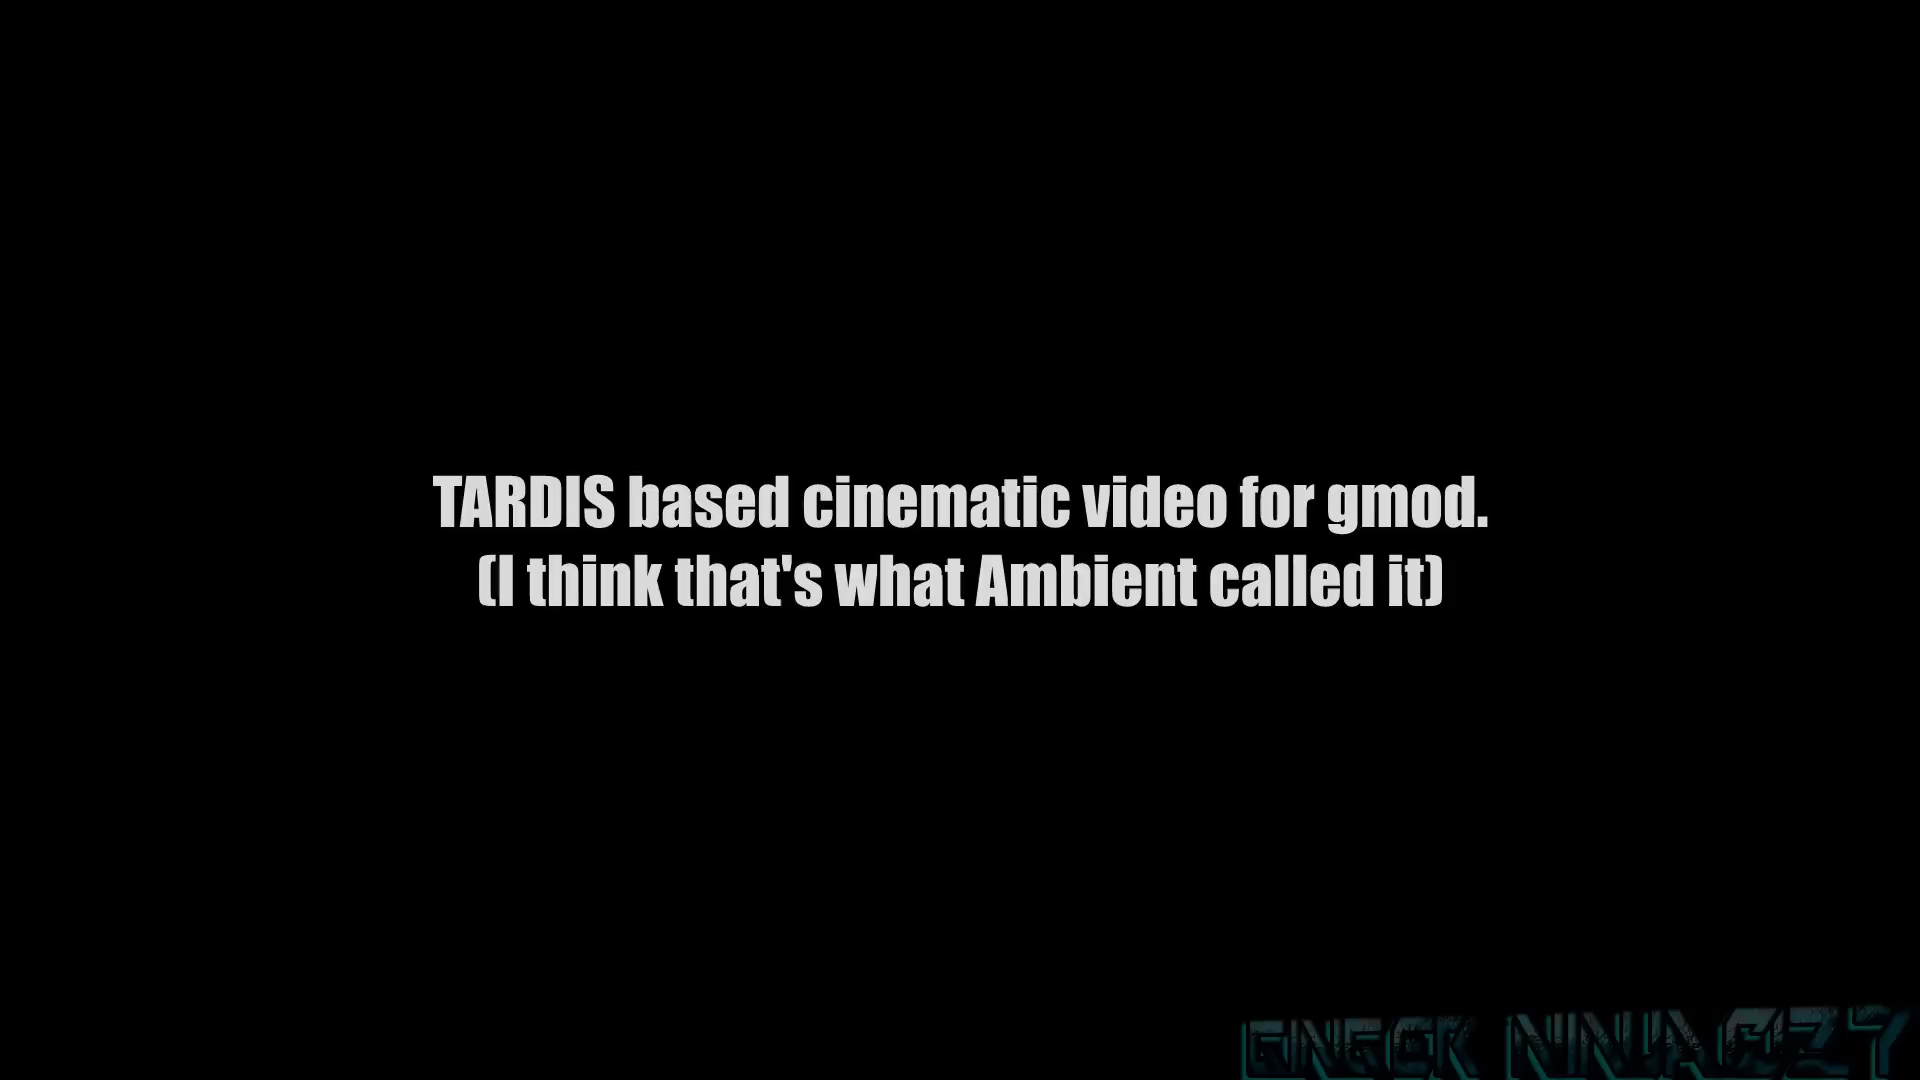 TARDIS based cinematic video for gmod.
(I think that's what Ambient called it)